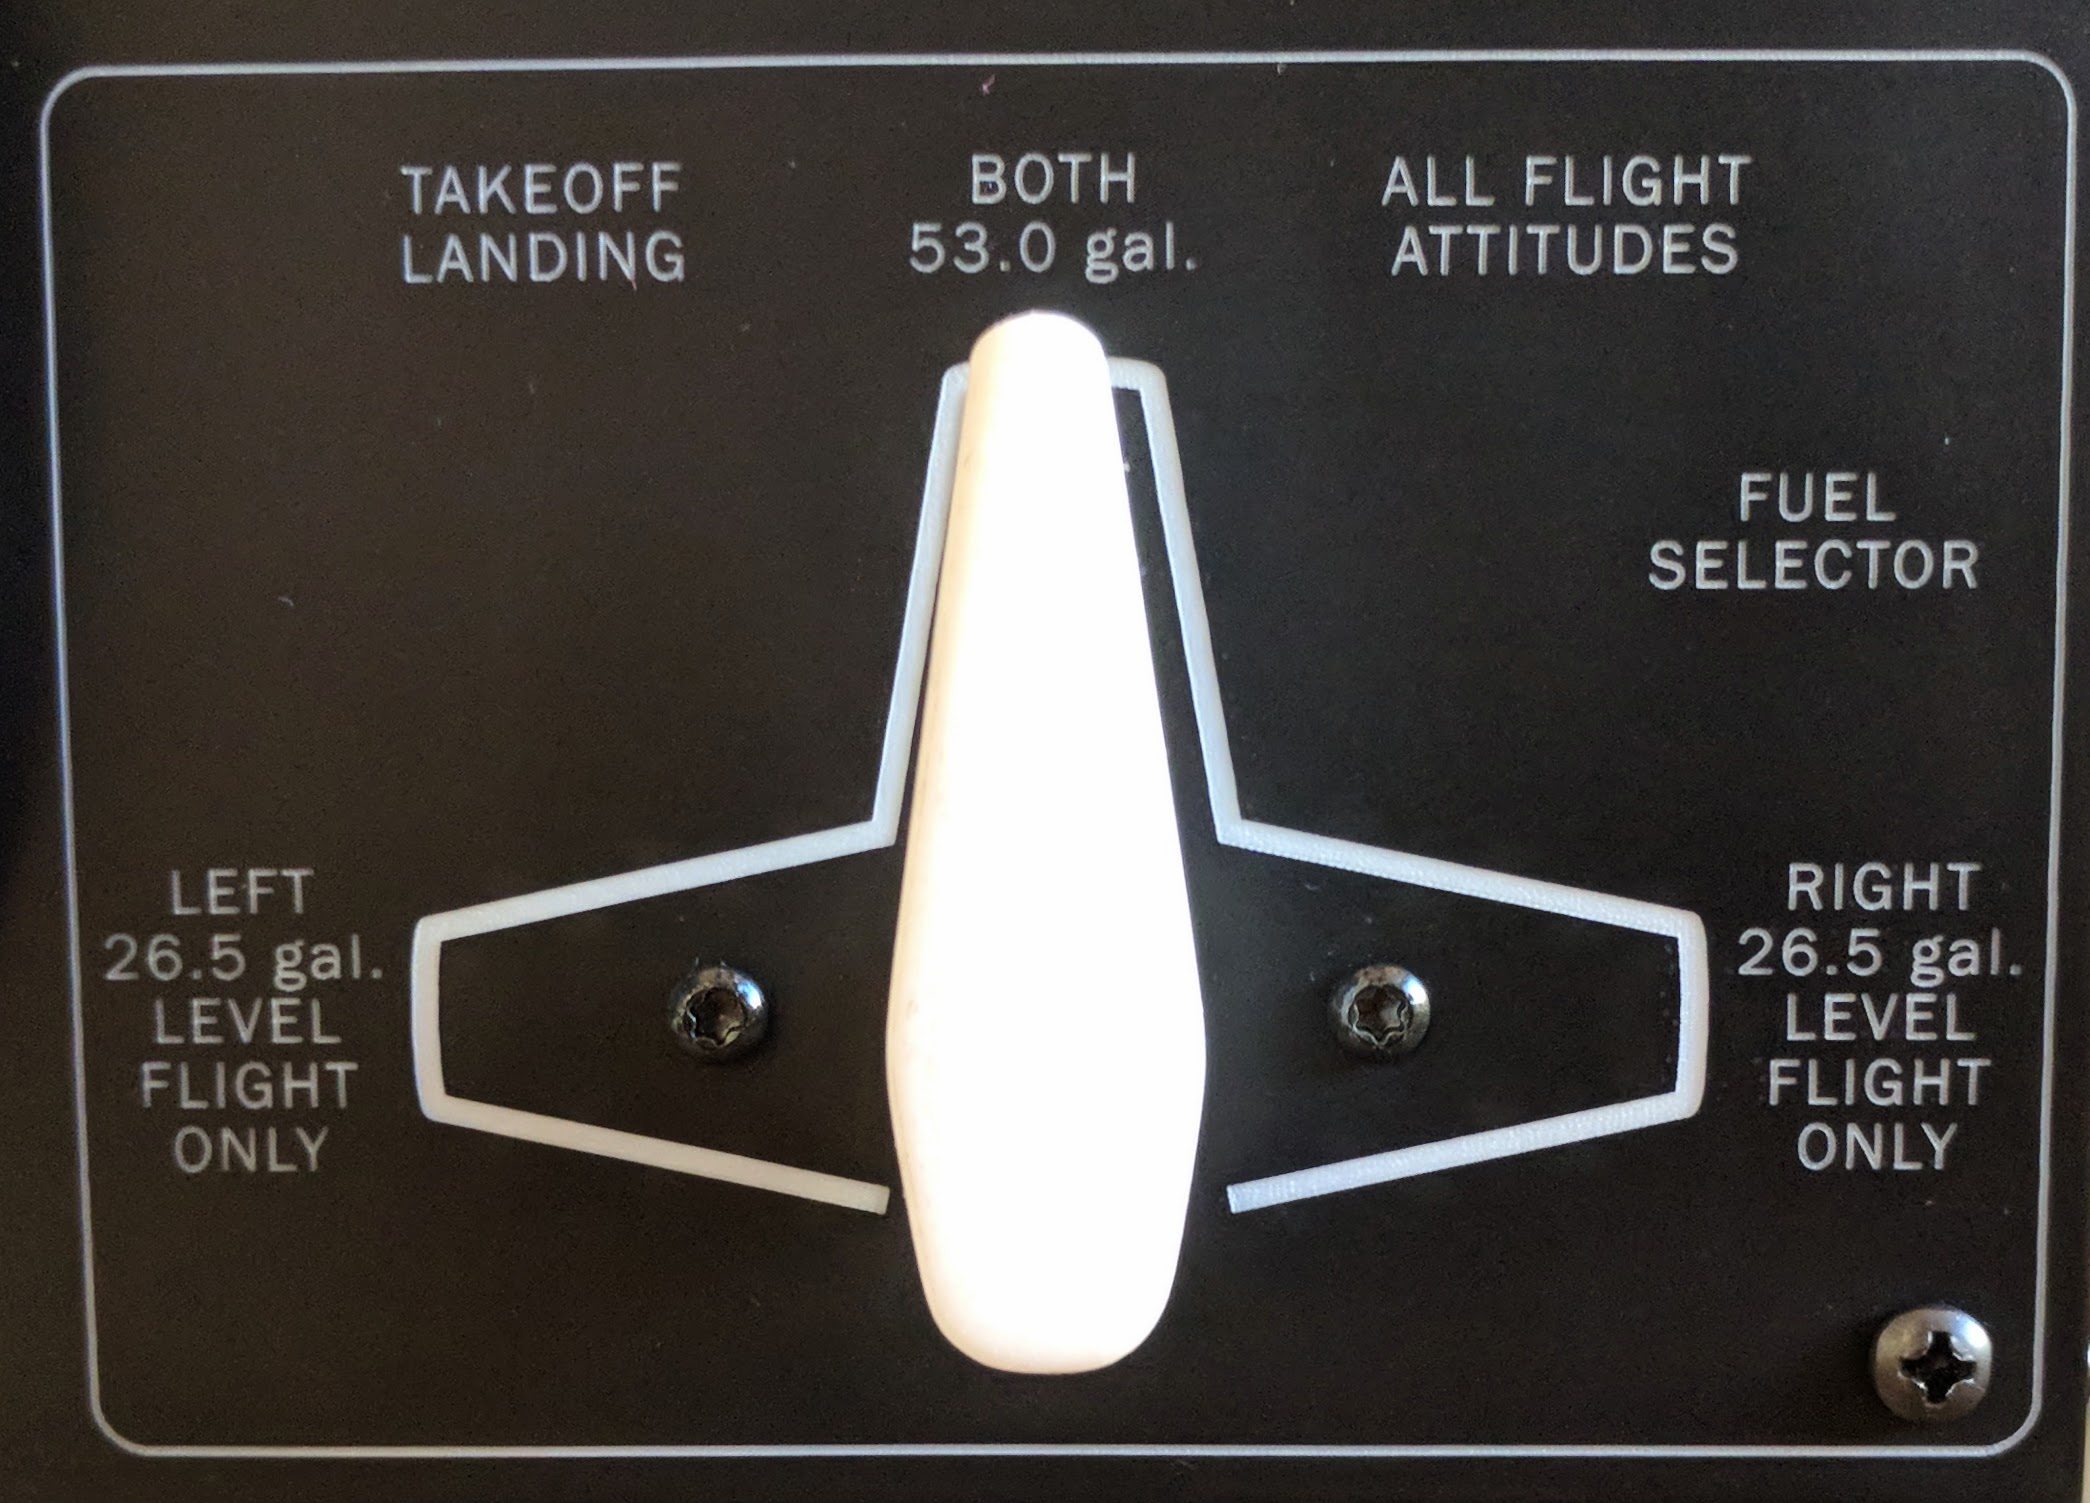 TAKEOFF
LANDING
BOTH
53.0 gal.
ALL FLIGHT
ATTITUDES
FUEL
SELECTOR
LEFT
26.5 gal.
LEVEL
FLIGHT
ONLY
RIGHT
26.5 gal.
LEVEL
FLIGHT
ONLY